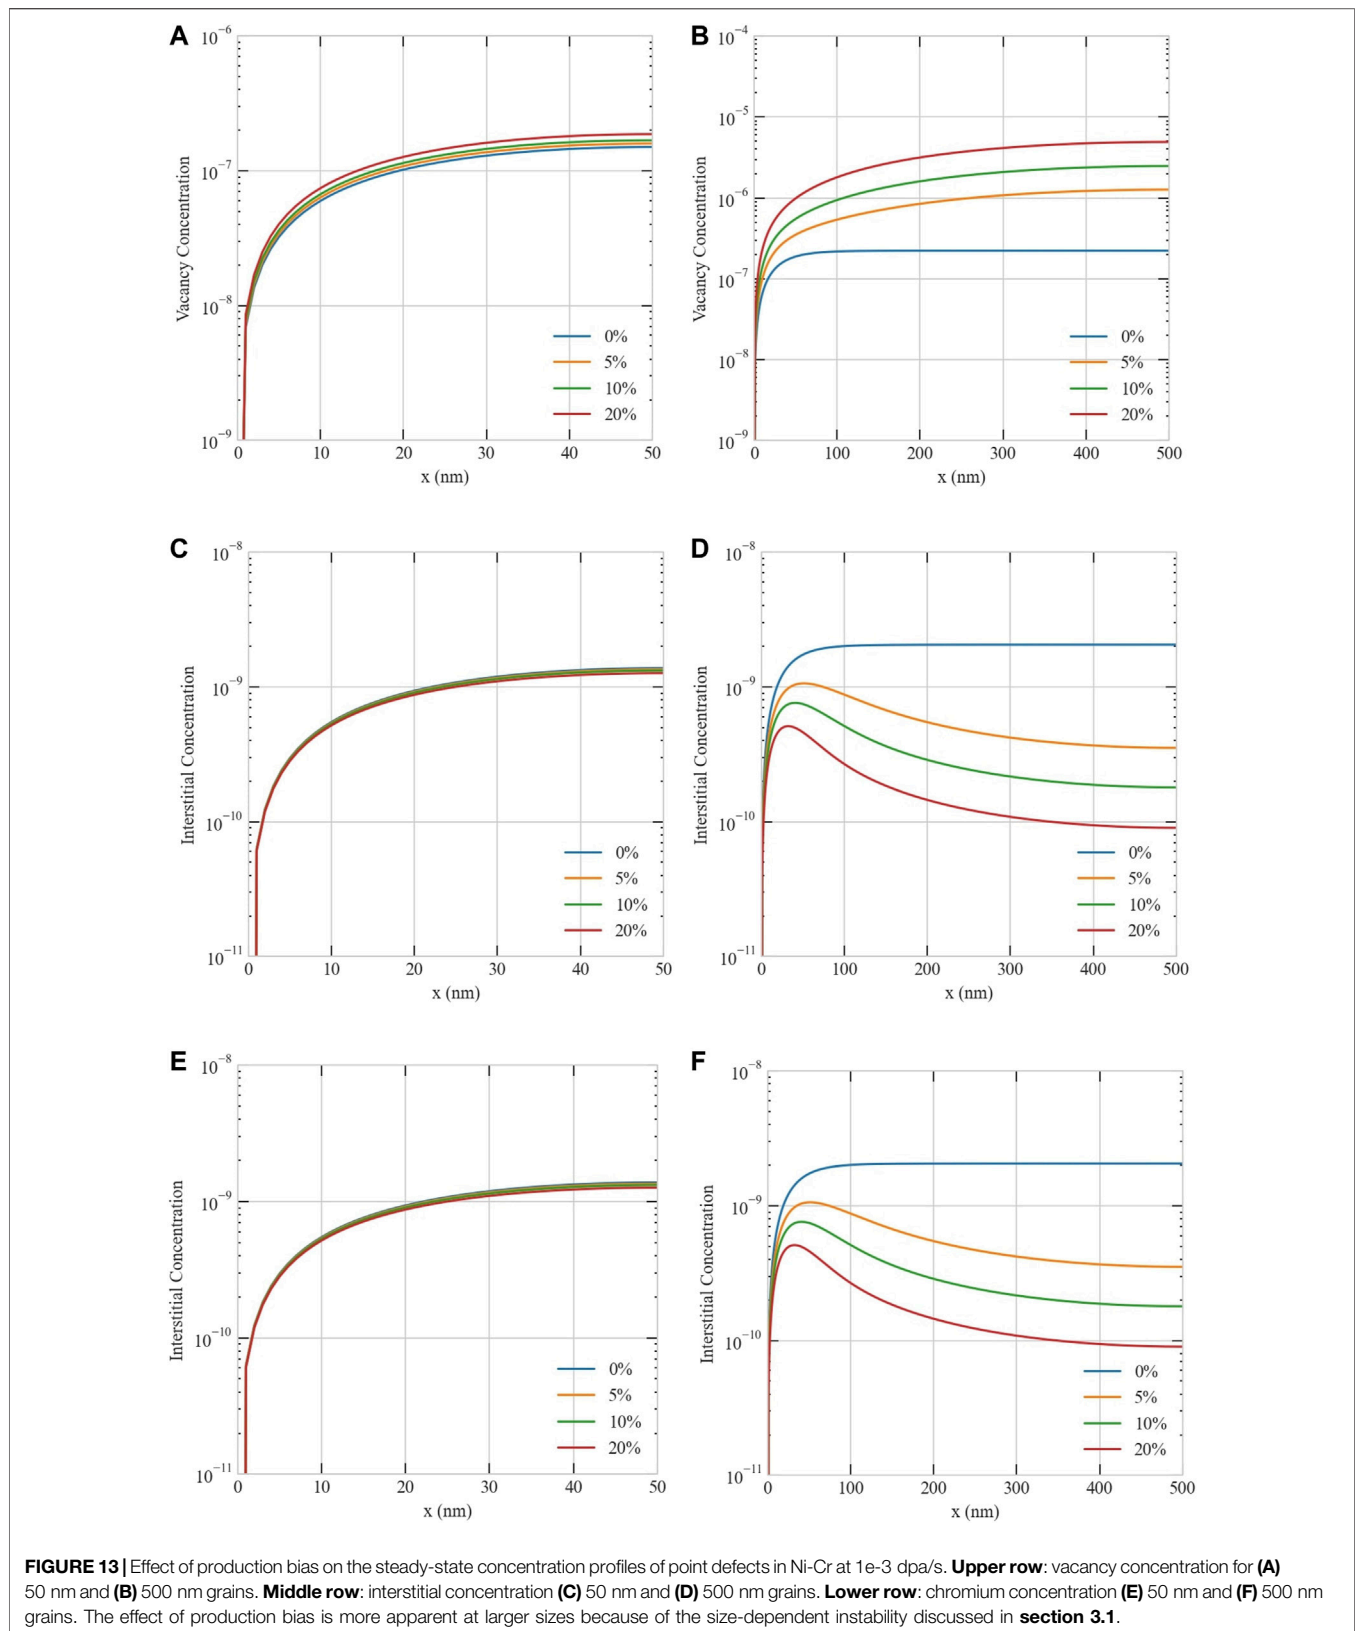 A
10⁻⁶
10⁻⁷
10⁻⁸
10⁻⁹
Vacancy Concentration
0%
5%
10%
20%
0 10 20 30 40 50
x (nm)
B
10⁻⁴
10⁻⁵
10⁻⁶
10⁻⁷
10⁻⁸
10⁻⁹
Vacancy Concentration
0%
5%
10%
20%
0 100 200 300 400 500
x (nm)
C
10⁻⁸
10⁻⁹
10⁻¹⁰
10⁻¹¹
Interstitial Concentration
0%
5%
10%
20%
0 10 20 30 40 50
x (nm)
D
10⁻⁸
10⁻⁹
10⁻¹⁰
10⁻¹¹
Interstitial Concentration
0%
5%
10%
20%
0 100 200 300 400 500
x (nm)
E
10⁻⁸
10⁻⁹
10⁻¹⁰
10⁻¹¹
Interstitial Concentration
0%
5%
10%
20%
0 10 20 30 40 50
x (nm)
F
10⁻⁸
10⁻⁹
10⁻¹⁰
10⁻¹¹
Interstitial Concentration
0%
5%
10%
20%
0 100 200 300 400 500
x (nm)
FIGURE 13 | Effect of production bias on the steady-state concentration profiles of point defects in Ni-Cr at 1e-3 dpa/s. Upper row: vacancy concentration for (A)
50 nm and (B) 500 nm grains. Middle row: interstitial concentration (C) 50 nm and (D) 500 nm grains. Lower row: chromium concentration (E) 50 nm and (F) 500 nm
grains. The effect of production bias is more apparent at larger sizes because of the size-dependent instability discussed in section 3.1.